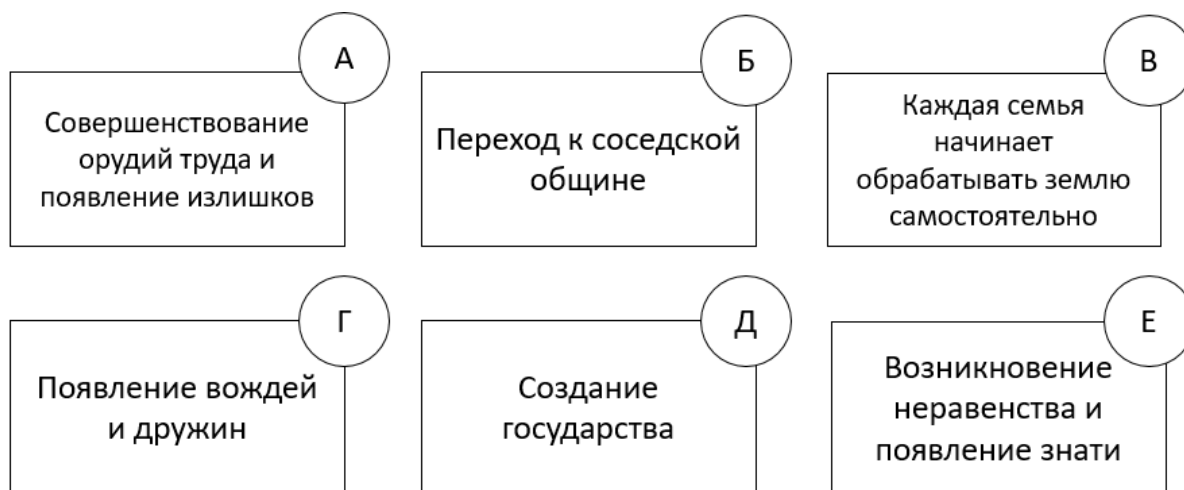 А
Совершенствование
орудий труда и
появление излишков
Б
Переход к соседской
общине
В
Каждая семья
начинает
обрабатывать землю
самостоятельно
Г
Появление вождей
и дружин
Д
Создание
государства
Е
Возникновение
неравенства и
появление знати